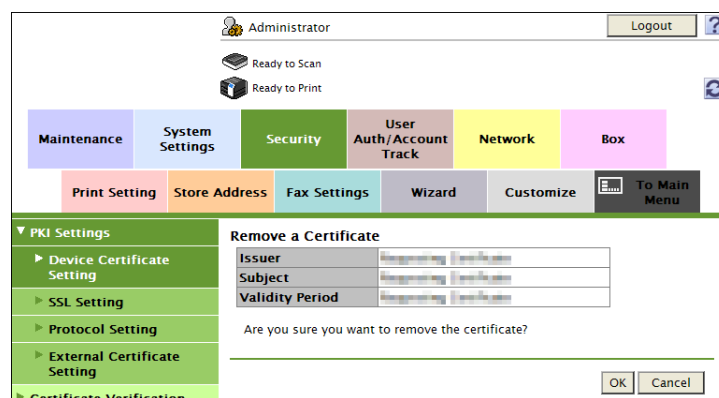 Administrator
Logout
?
Ready to Scan
Ready to Print
Maintenance
System
Settings
Security
User
Auth/Account
Track
Network
Box
Print Setting
Store Address
Fax Settings
Wizard
Customize
To Main
Menu
PKI Settings
Device Certificate
Setting
SSL Setting
Protocol Setting
External Certificate
Setting
Certificate Verification
Remove a Certificate
Issuer
Subject
Validity Period
Are you sure you want to remove the certificate?
OK
Cancel